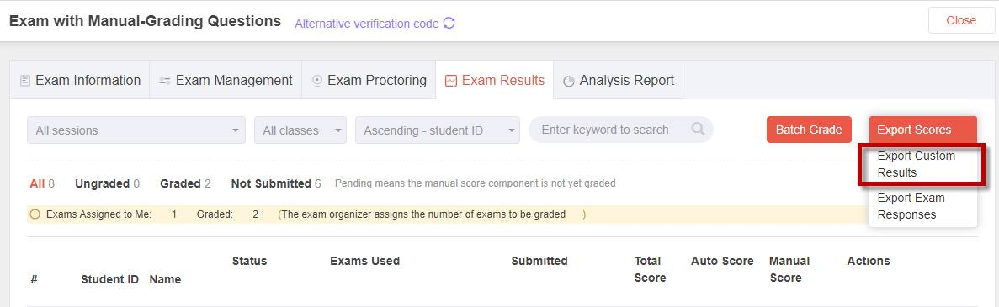 Exam with Manual-Grading Questions Alternative verification code
Close
Exam Information Exam Management Exam Proctoring Exam Results Analysis Report
All sessions All classes Ascending - student ID Enter keyword to search Batch Grade Export Scores
Export Custom
Results
Export Exam
Responses
All 8 Ungraded 0 Graded 2 Not Submitted 6 Pending means the manual score component is not yet graded
Exams Assigned to Me: 1 Graded: 2 (The exam organizer assigns the number of exams to be graded )
# Student ID Name Status Exams Used Submitted Total Score Auto Score Manual Score Actions